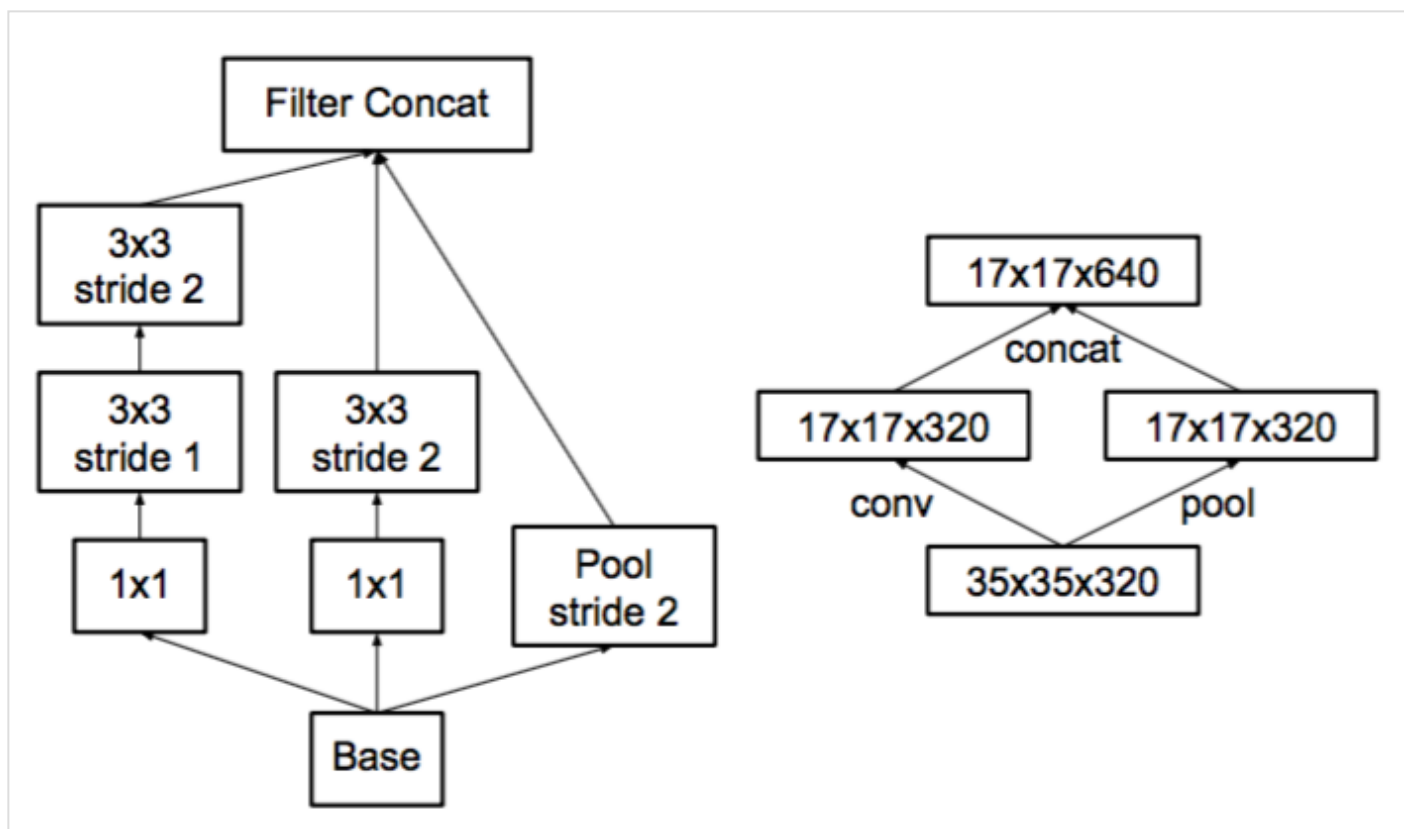 Filter Concat
3x3
stride 2
3x3
stride 1
3x3
stride 2
1x1
1x1
Pool
stride 2
Base
17x17x640
concat
17x17x320
17x17x320
conv
pool
35x35x320